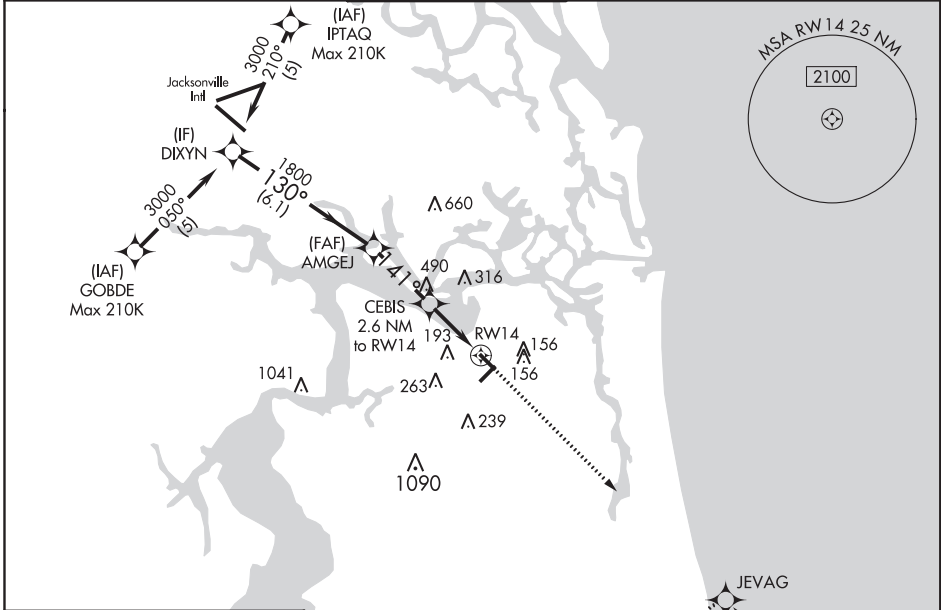 (IAF)
IPTAQ
Max 210K
3000
210°
(5)
Jacksonville
Intl
(IF)
DIXYN
1800
130°
(6.1)
3000
050°
(5)
(IAF)
GOBDE
Max 210K
(FAF)
AMGEJ
141°
660
490
316
CEBIS
2.6 NM
to RW14
193
RW14
156
156
1041
263
239
1090
MSA RW14 25 NM
2100
JEVAG